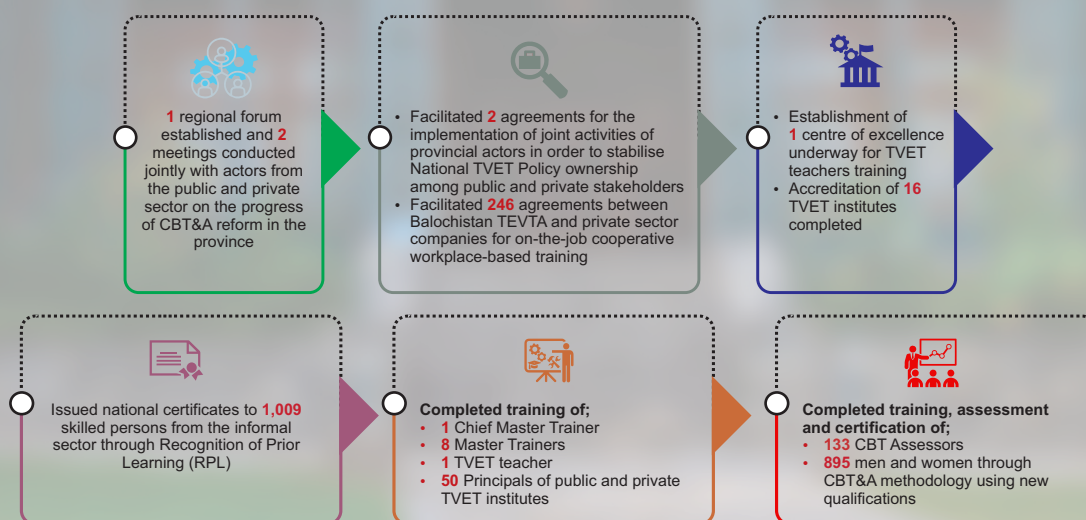 1 regional forum
established and 2
meetings conducted
jointly with actors from
the public and private
sector on the progress
of CBT&A reform in the
province
• Facilitated 2 agreements for the
implementation of joint activities of
provincial actors in order to stabilise
National TVET Policy ownership
among public and private stakeholders
• Facilitated 246 agreements between
Balochistan TEVTA and private sector
companies for on-the-job cooperative
workplace-based training
• Establishment of
1 centre of excellence
underway for TVET
teachers training
• Accreditation of 16
TVET institutes
completed
Issued national certificates to 1,009
skilled persons from the informal
sector through Recognition of Prior
Learning (RPL)
Completed training of;
• 1 Chief Master Trainer
• 8 Master Trainers
• 1 TVET teacher
• 50 Principals of public and private
TVET institutes
Completed training, assessment
and certification of;
• 133 CBT Assessors
• 895 men and women through
CBT&A methodology using new
qualifications